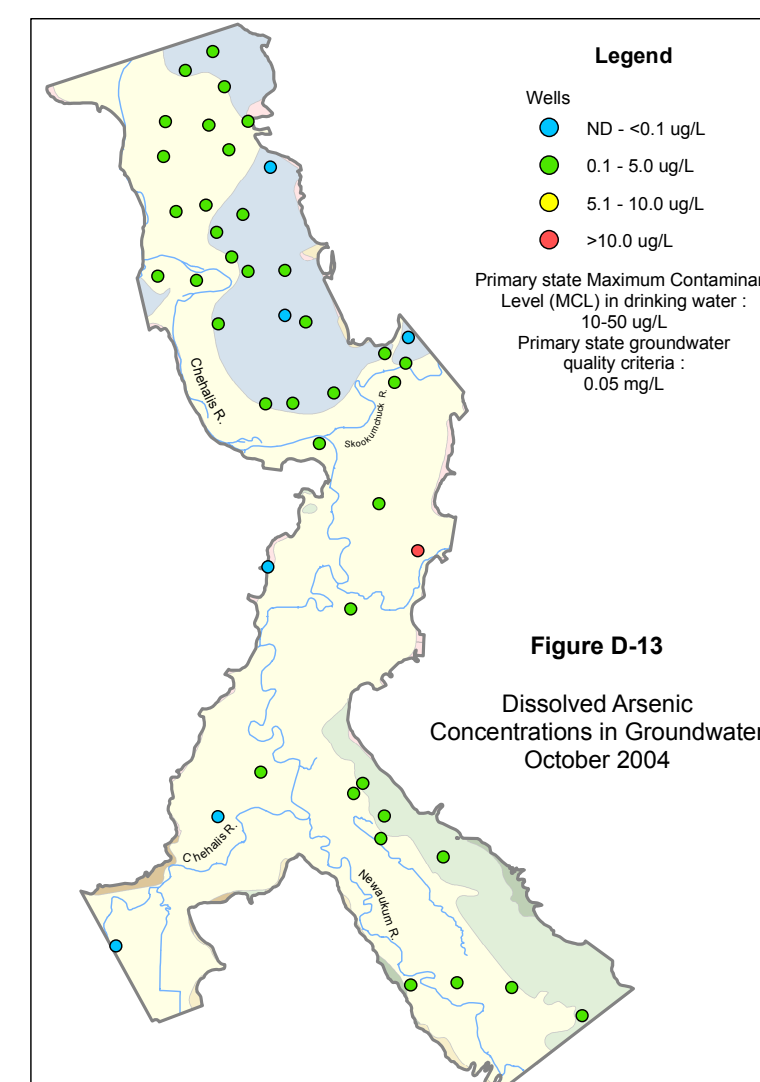 Legend
Wells
ND - <0.1 ug/L
0.1 - 5.0 ug/L
5.1 - 10.0 ug/L
>10.0 ug/L
Primary state Maximum Contaminan
Level (MCL) in drinking water :
10-50 ug/L
Primary state groundwater
quality criteria :
0.05 mg/L
Chehalis R.
Skookumchuck R.
Figure D-13
Dissolved Arsenic
Concentrations in Groundwater
October 2004
Chehalis R.
Newaukum R.